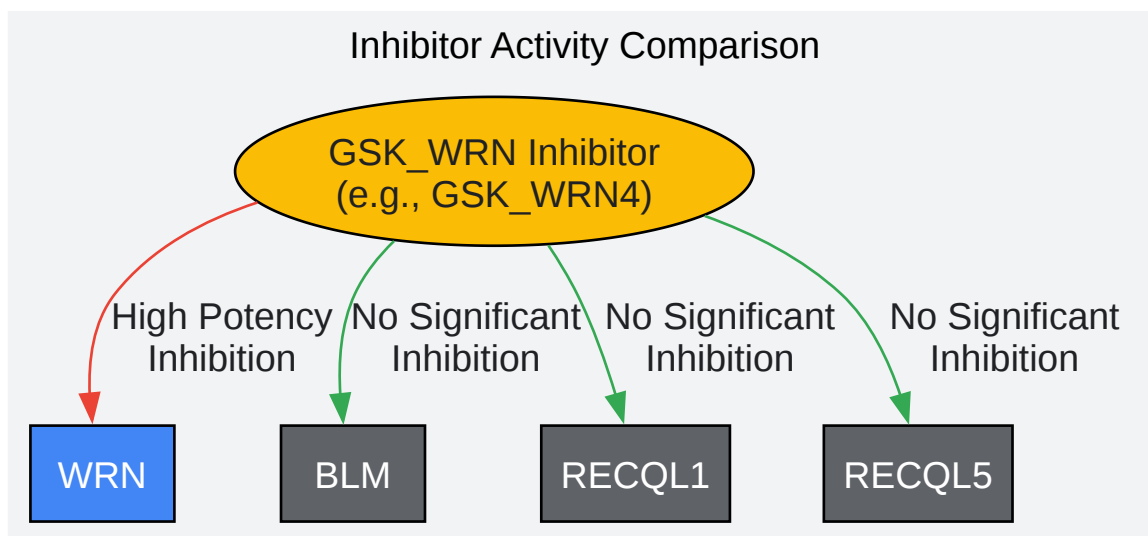 Inhibitor Activity Comparison
GSK_WRN Inhibitor
(e.g., GSK_WRN4)
High Potency
Inhibition
No Significant
Inhibition
No Significant
Inhibition
No Significant
Inhibition
WRN
BLM
RECQL1
RECQL5